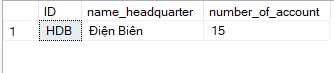 ID name_headquarter number_of_account
1 HDB Điện Biên 15